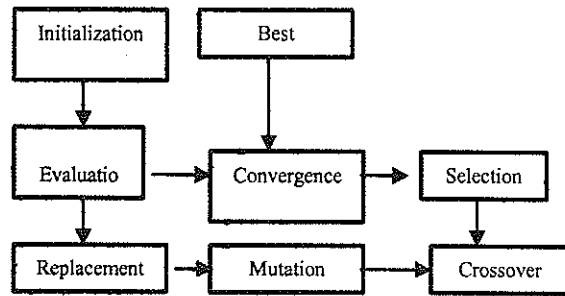 Initialization
Best
Evaluatio
Convergence
Selection
Replacement
Mutation
Crossover